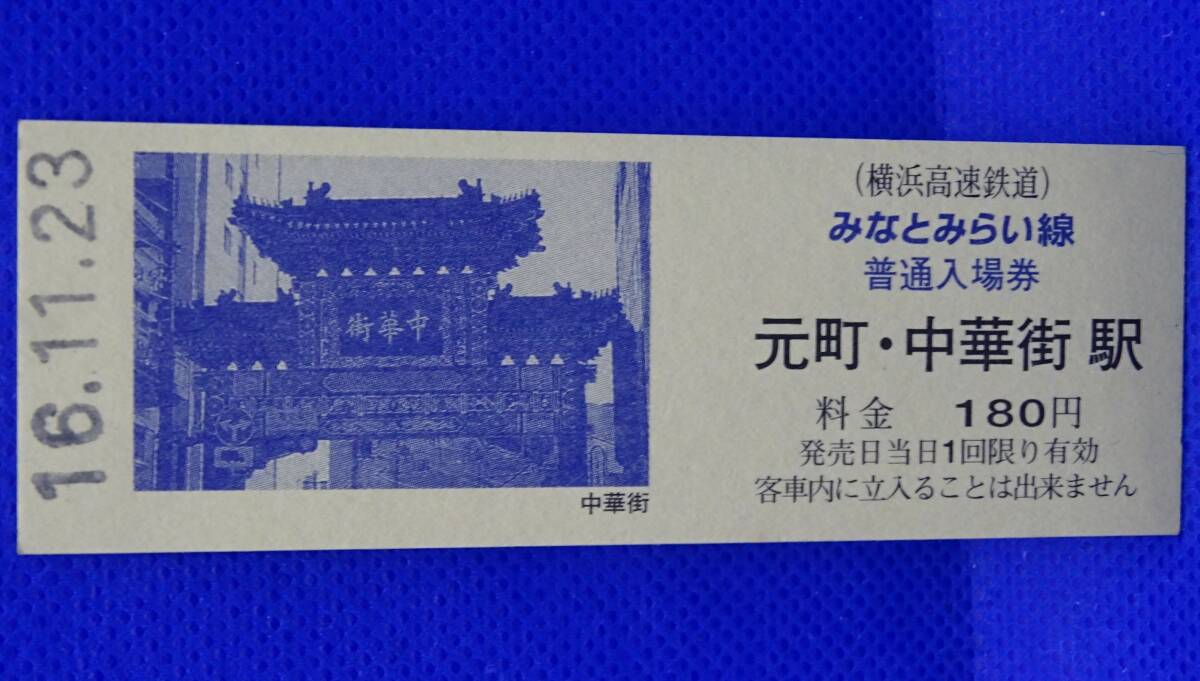 16.11.23
中華街
中華街
(横浜高速鉄道)
みなとみらい線
普通入場券
元町・中華街 駅
料金 180円
発売日当日1回限り有効
客車内に立入ることは出来ません